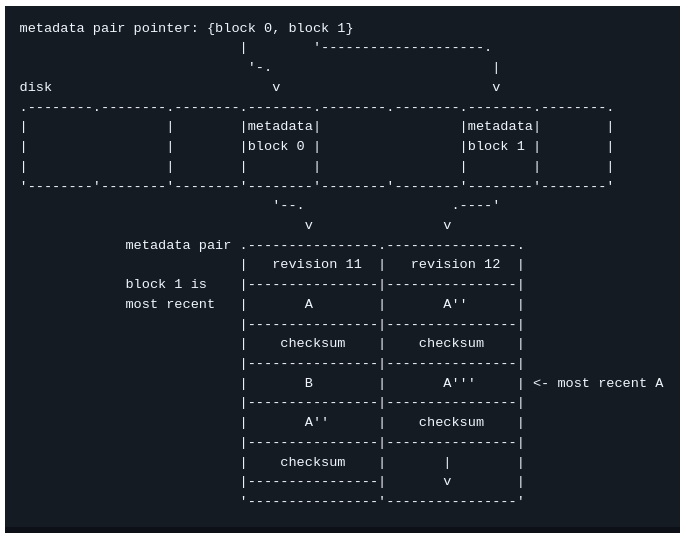 metadata pair pointer: {block 0, block 1}
                           |        '--------------------.
                            '-.                           |
disk                           v                          v
.--------.--------.--------.--------.--------.--------.--------.--------.
|                 |        |metadata|                 |metadata|        |
|                 |        |block 0 |                 |block 1 |        |
|                 |        |        |                 |        |        |
'--------'--------'--------'--------'--------'--------'--------'--------'
                               '--.                  .----'
                                   v                v
             metadata pair .----------------.----------------.
                           |   revision 11  |   revision 12  |
             block 1 is    |----------------|----------------|
             most recent   |       A        |       A''      |
                           |----------------|----------------|
                           |    checksum    |    checksum    |
                           |----------------|----------------|
                           |       B        |       A'''     | <- most recent A
                           |----------------|----------------|
                           |       A''      |    checksum    |
                           |----------------|----------------|
                           |    checksum    |       |        |
                           |----------------|       v        |
                           '----------------'----------------'